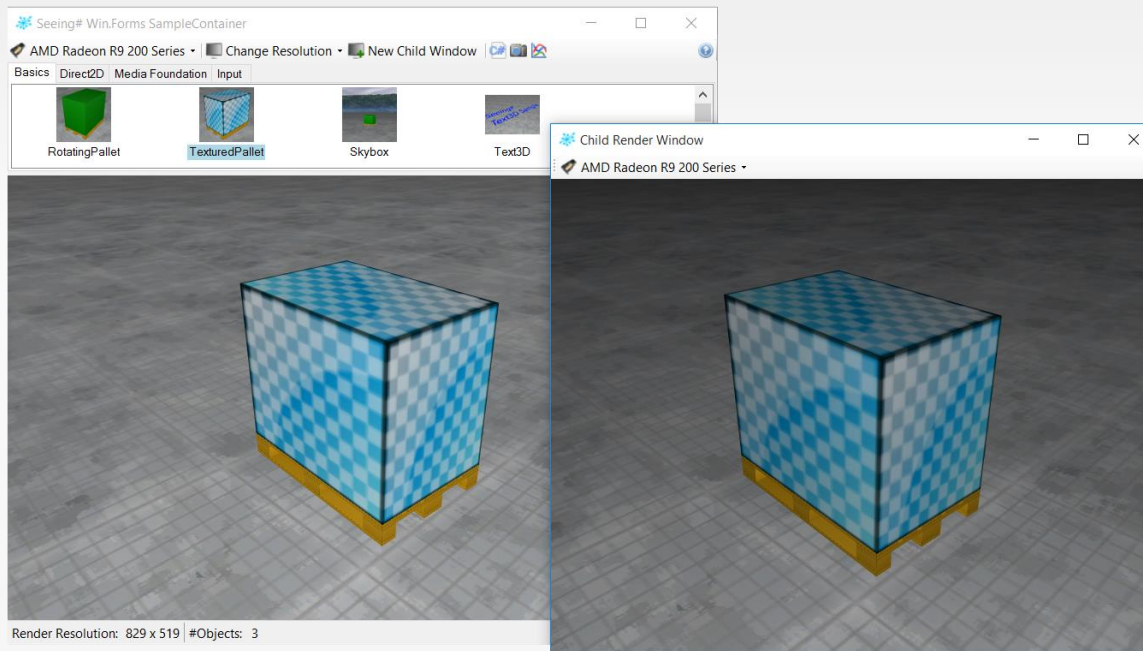 Seeing# Win.Forms SampleContainer
AMD Radeon R9 200 Series Change Resolution New Child Window C#
Basics Direct2D Media Foundation Input
RotatingPallet TexturedPallet Skybox Text3D
Child Render Window
AMD Radeon R9 200 Series
Render Resolution: 829 x 519 #Objects: 3